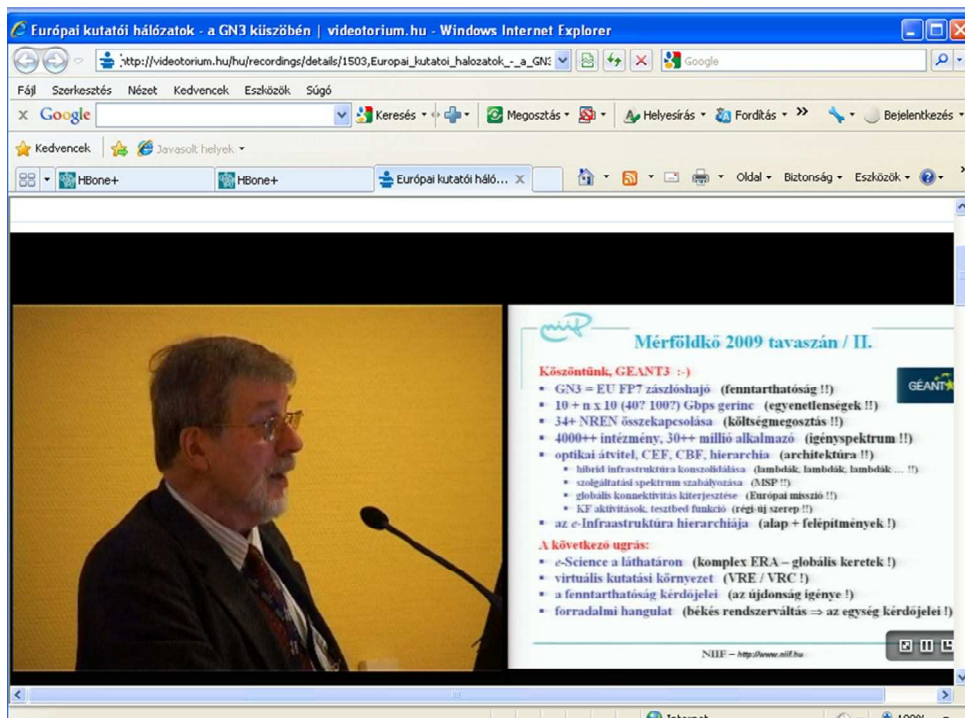 Európai kutatói hálózatok - a GN3 küszöbén | videotorium.hu - Windows Internet Explorer
http://videotorium.hu/hu/recordings/details/1503,Europai_kutatoi_halozatok_-_a_GN3
Google
Fájl Szerkesztés Nézet Kedvencek Eszközök Súgó
x Google Keresés Megosztás Helyesírás Fordítás >> Bejelentkezés
Kedvencek Javasolt helyek
HBone+ HBone+ Európai kutatói háló... x Oldal Biztonság Eszközök
niiF
Mérföldkő 2009 tavaszán / II.
Köszöntünk, GEANT3 :-)
GÉANT
▪ GN3 = EU FP7 zászlóshajó (fenntarthatóság !!)
▪ 10 + n x 10 (40? 100?) Gbps gerinc (egyenetlenségek !!)
▪ 34+ NREN összekapcsolása (költségmegosztás !!)
▪ 4000++ intézmény, 30++ millió alkalmazó (igényspektrum !!)
▪ optikai átvitel, CEF, CBF, hierarchia (architektúra !!)
▪ hibrid infrastruktúra konszolidálása (lambdák, lambdák, lambdák ... !!)
▪ szolgáltatási spektrum szabályozása (MSP !!)
▪ globális konnektivitás kiterjesztése (Európai misszió !!)
▪ KF aktivitások, tesztbed funkció (régi-új szerep !!)
▪ az e-Infraastruktúra hierarchiája (alap + felépítmények !)
A következő ugrás:
▪ e-Science a láthatáron (komplex ERA – globális keretek !)
▪ virtuális kutatási környezet (VRE / VRC !)
▪ a fenntarthatóság kérdőjelei (az újdonság igénye !)
▪ forradalmi hangulat (békés rendszerváltás ⇒ az egység kérdőjelei !)
NIIF – http://www.niif.hu
Internet 100%